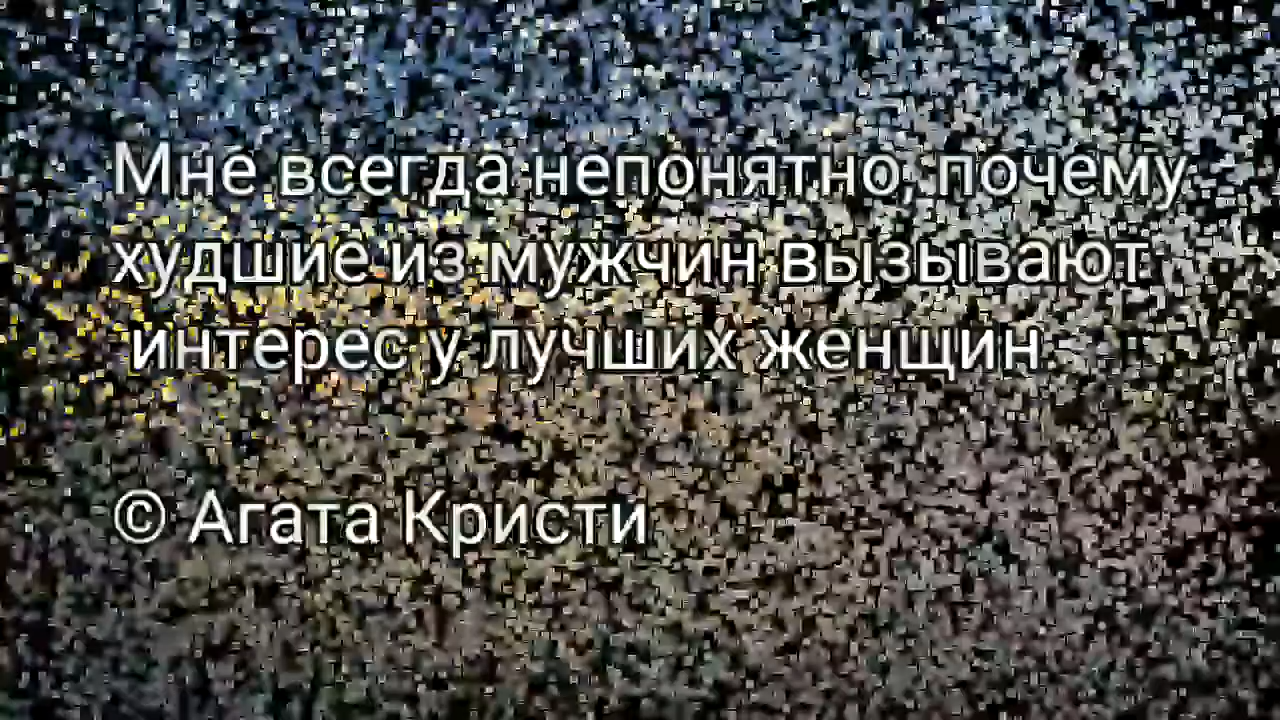 Мне всегда непонятно, почему
худшие из мужчин вызывают
интерес у лучших женщин.
© Агата Кристи